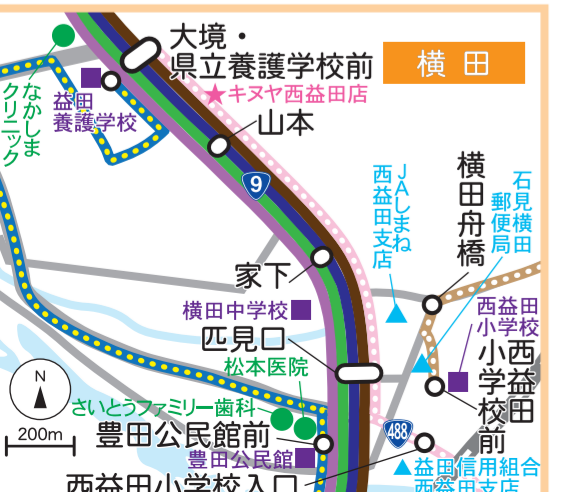 大境・
県立養護学校前
横田
★キヌヤ西益田店
なかしま
クリニック
益田
養護学校
山本
9
JAしまね
西益田支店
横田舟橋
石見横田
郵便局
家下
横田中学校
匹見口
松本医院
西益田
小学校
西益田
小学校前
N
200m
さいとうファミリー歯科
豊田公民館前
488
豊田公民館
益田信用組合
西益田支店
西益田小学校入口